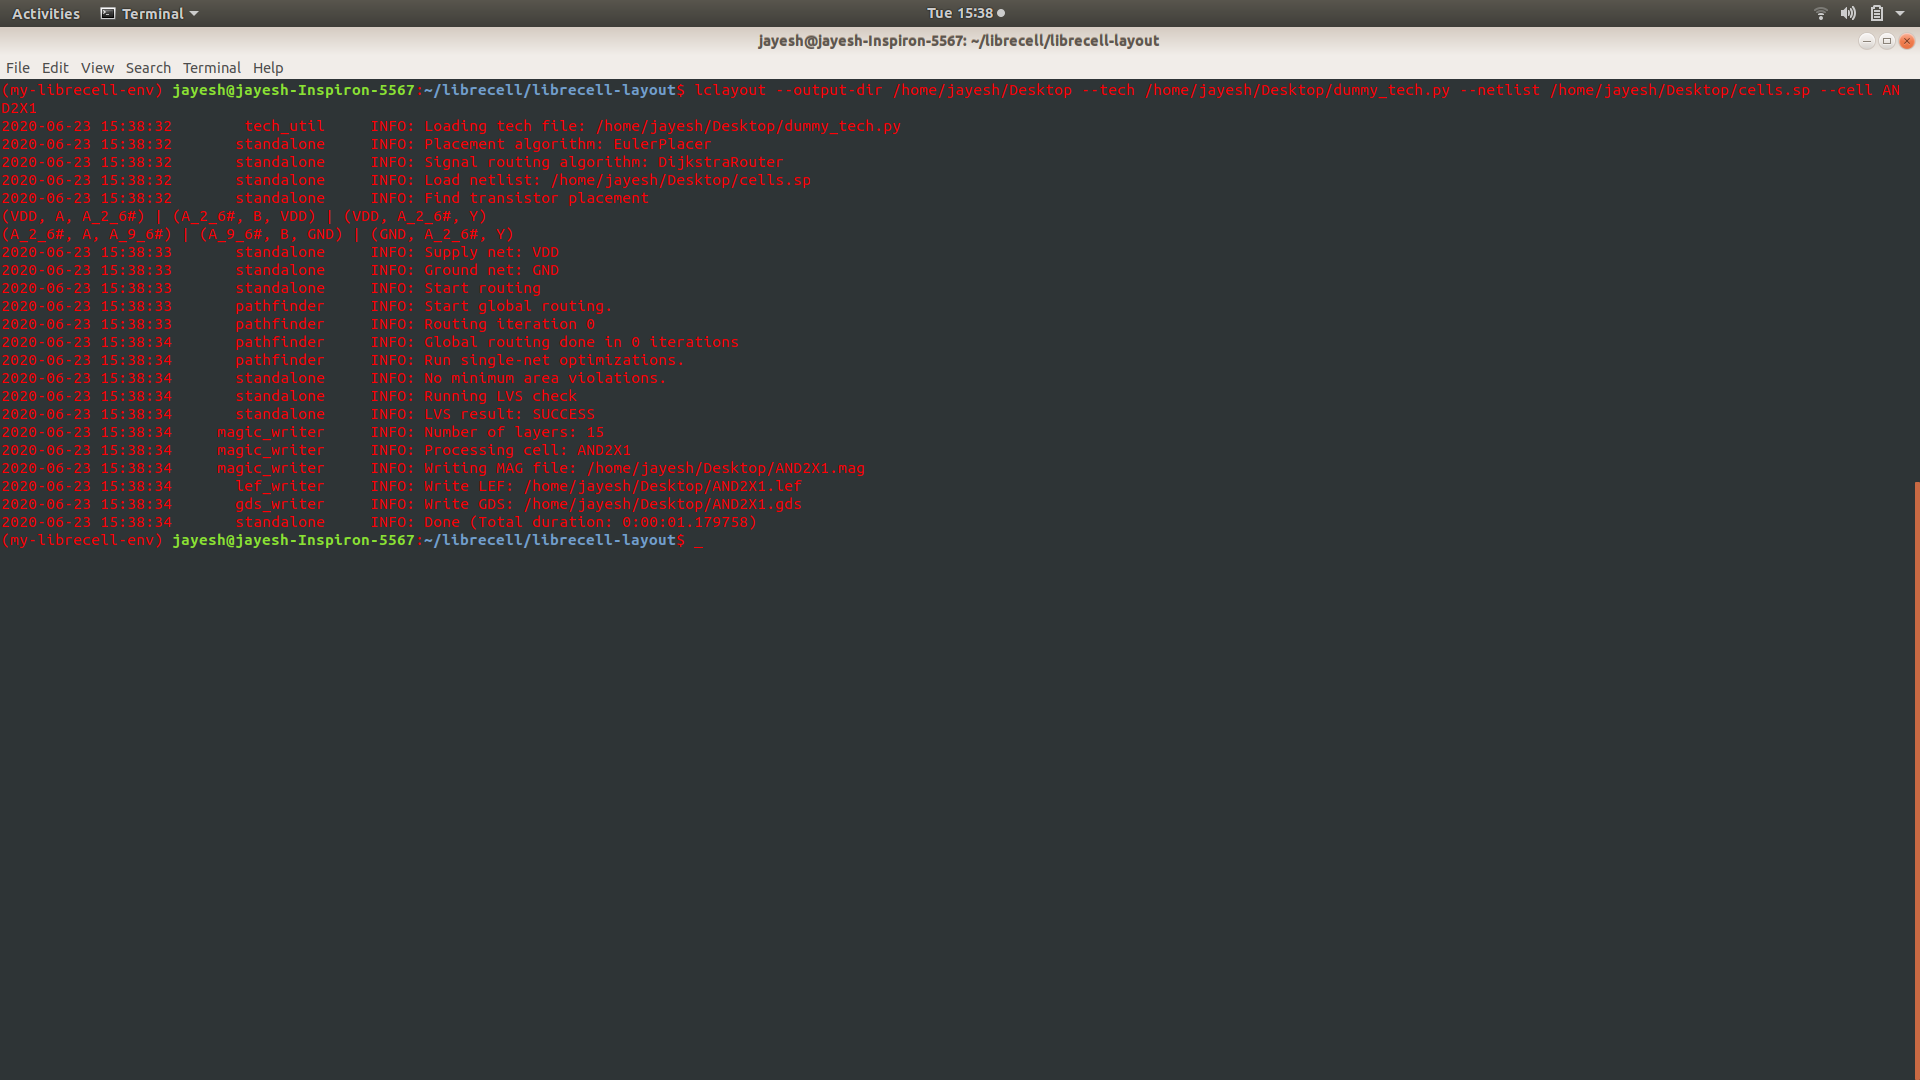 Activities Terminal Tue 15:38
jayesh@jayesh-Inspiron-5567: ~/librecell/librecell-layout
File Edit View Search Terminal Help
(my-librecell-env) jayesh@jayesh-Inspiron-5567:~/librecell/librecell-layout$ lclayout --output-dir /home/jayesh/Desktop --tech /home/jayesh/Desktop/dummy_tech.py --netlist /home/jayesh/Desktop/cells.sp --cell AN
D2X1
2020-06-23 15:38:32        tech_util     INFO: Loading tech file: /home/jayesh/Desktop/dummy_tech.py
2020-06-23 15:38:32       standalone     INFO: Placement algorithm: EulerPlacer
2020-06-23 15:38:32       standalone     INFO: Signal routing algorithm: DijkstraRouter
2020-06-23 15:38:32       standalone     INFO: Load netlist: /home/jayesh/Desktop/cells.sp
2020-06-23 15:38:32       standalone     INFO: Find transistor placement
(VDD, A, A_2_6#) | (A_2_6#, B, VDD) | (VDD, A_2_6#, Y)
(A_2_6#, A, A_9_6#) | (A_9_6#, B, GND) | (GND, A_2_6#, Y)
2020-06-23 15:38:33       standalone     INFO: Supply net: VDD
2020-06-23 15:38:33       standalone     INFO: Ground net: GND
2020-06-23 15:38:33       standalone     INFO: Start routing
2020-06-23 15:38:33       pathfinder     INFO: Start global routing.
2020-06-23 15:38:33       pathfinder     INFO: Routing iteration 0
2020-06-23 15:38:34       pathfinder     INFO: Global routing done in 0 iterations
2020-06-23 15:38:34       pathfinder     INFO: Run single-net optimizations.
2020-06-23 15:38:34       standalone     INFO: No minimum area violations.
2020-06-23 15:38:34       standalone     INFO: Running LVS check
2020-06-23 15:38:34       standalone     INFO: LVS result: SUCCESS
2020-06-23 15:38:34     magic_writer     INFO: Number of layers: 15
2020-06-23 15:38:34     magic_writer     INFO: Processing cell: AND2X1
2020-06-23 15:38:34     magic_writer     INFO: Writing MAG file: /home/jayesh/Desktop/AND2X1.mag
2020-06-23 15:38:34       lef_writer     INFO: Write LEF: /home/jayesh/Desktop/AND2X1.lef
2020-06-23 15:38:34       gds_writer     INFO: Write GDS: /home/jayesh/Desktop/AND2X1.gds
2020-06-23 15:38:34       standalone     INFO: Done (Total duration: 0:00:01.179758)
(my-librecell-env) jayesh@jayesh-Inspiron-5567:~/librecell/librecell-layout$ _